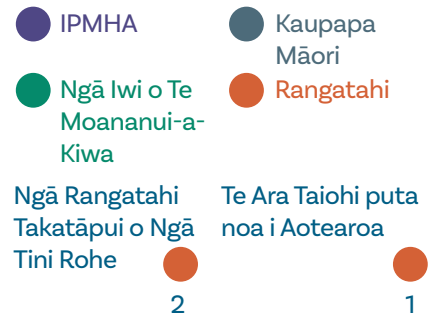 IPMHA
Kaupapa
Māori
Ngā Iwi o Te
Moananui-a-
Kiwa
Rangatahi
Ngā Rangatahi
Takatāpui o Ngā
Tini Rohe
2
Te Ara Taiohi puta
noa i Aotearoa
1